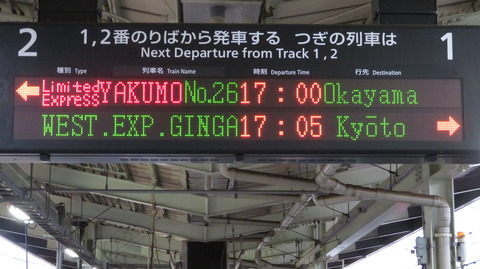 2 1,2番のりばから発車する つぎの列車は 1
Next Departure from Track 1 , 2
種別 Type 列車名 Train Name 時刻 Departure Time 行先 Destination
← Limited Express YAKUMO No.26 17:00 Okayama
WEST.EXP.GINGA 17:05 Kyōto →